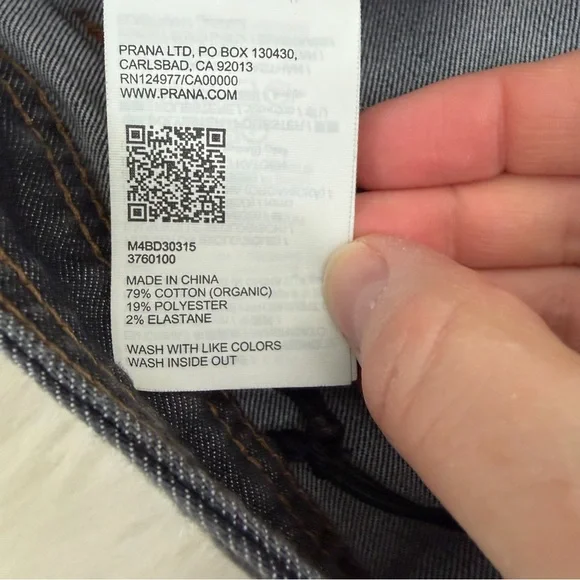 PRANA LTD, PO BOX 130430,
CARLSBAD, CA 92013
RN124977/CA00000
WWW.PRANA.COM
M4BD30315
3760100
MADE IN CHINA
79% COTTON (ORGANIC)
19% POLYESTER
2% ELASTANE
WASH WITH LIKE COLORS
WASH INSIDE OUT